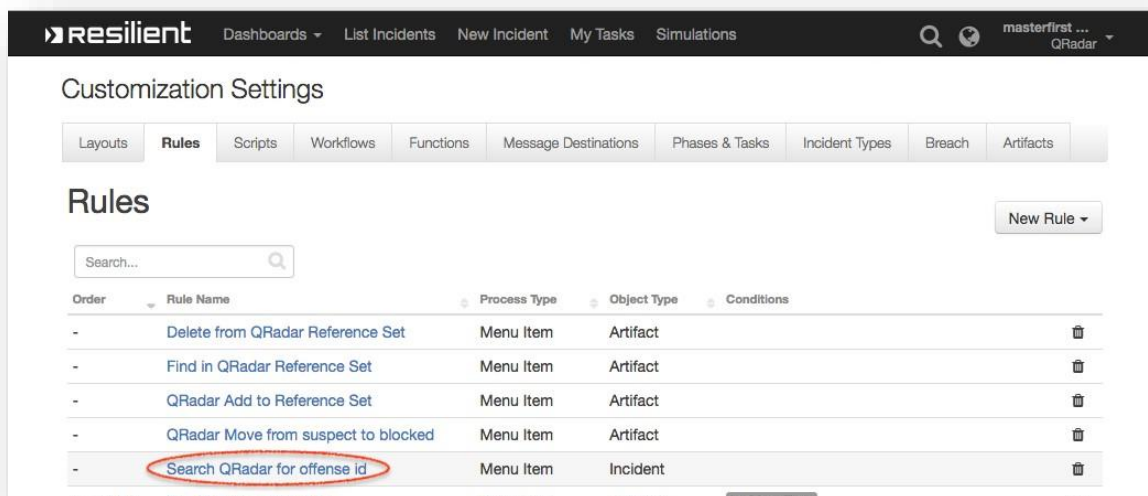 Resilient Dashboards List Incidents New Incident My Tasks Simulations masterfirst ...
QRadar
Customization Settings
Layouts Rules Scripts Workflows Functions Message Destinations Phases & Tasks Incident Types Breach Artifacts
Rules
New Rule
Search...
Order Rule Name Process Type Object Type Conditions
- Delete from QRadar Reference Set Menu Item Artifact
- Find in QRadar Reference Set Menu Item Artifact
- QRadar Add to Reference Set Menu Item Artifact
- QRadar Move from suspect to blocked Menu Item Artifact
- Search QRadar for offense id Menu Item Incident